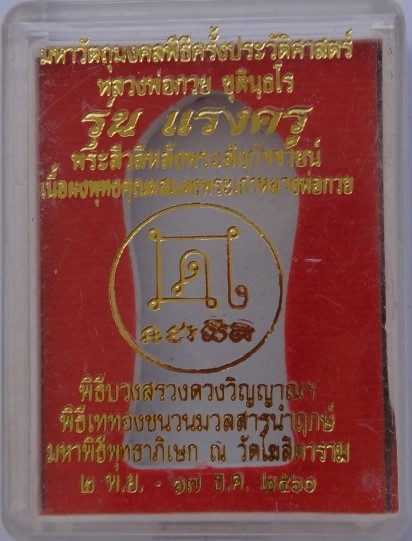 มหาวัตถุมงคลพิธีครั้งประวัติศาสตร์
หลวงพ่อกวย ชุตินฺธโร
รุ่น แรงครู
พระสิวลีหลังพระสังกัจจายน์
เนื้อผงพุทธคุณผสมผงพระเก่าหลวงพ่อกวย
พิธีบวงสรวงดวงวิญญาณฯ
พิธีเททองชนวนมวลสารนำฤกษ์
มหาพิธีพุทธาภิเษก ณ วัดโฆสิตาราม
๒ พ.ย. - ๑๗ ธ.ค. ๒๕๖๐